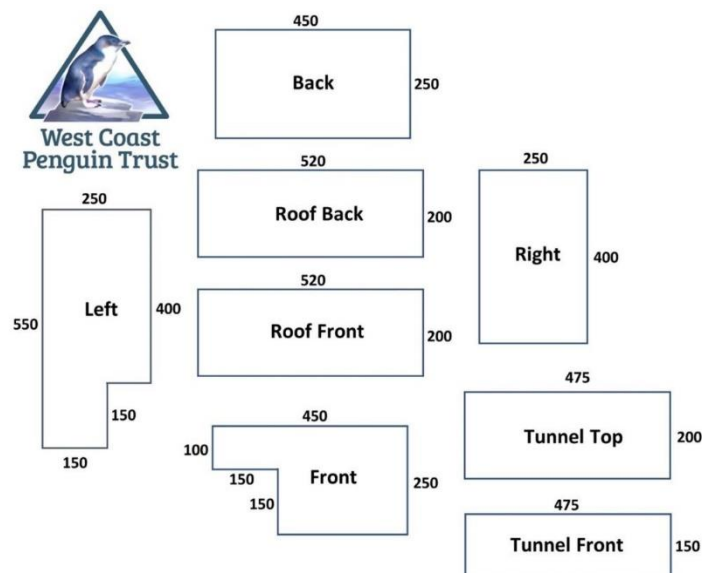 450
Back
250
West Coast
Penguin Trust
520
Roof Back
200
250
Right
400
250
Left
550
400
150
150
520
Roof Front
200
475
Tunnel Top
200
450
100
Front
250
150
150
475
Tunnel Front
150